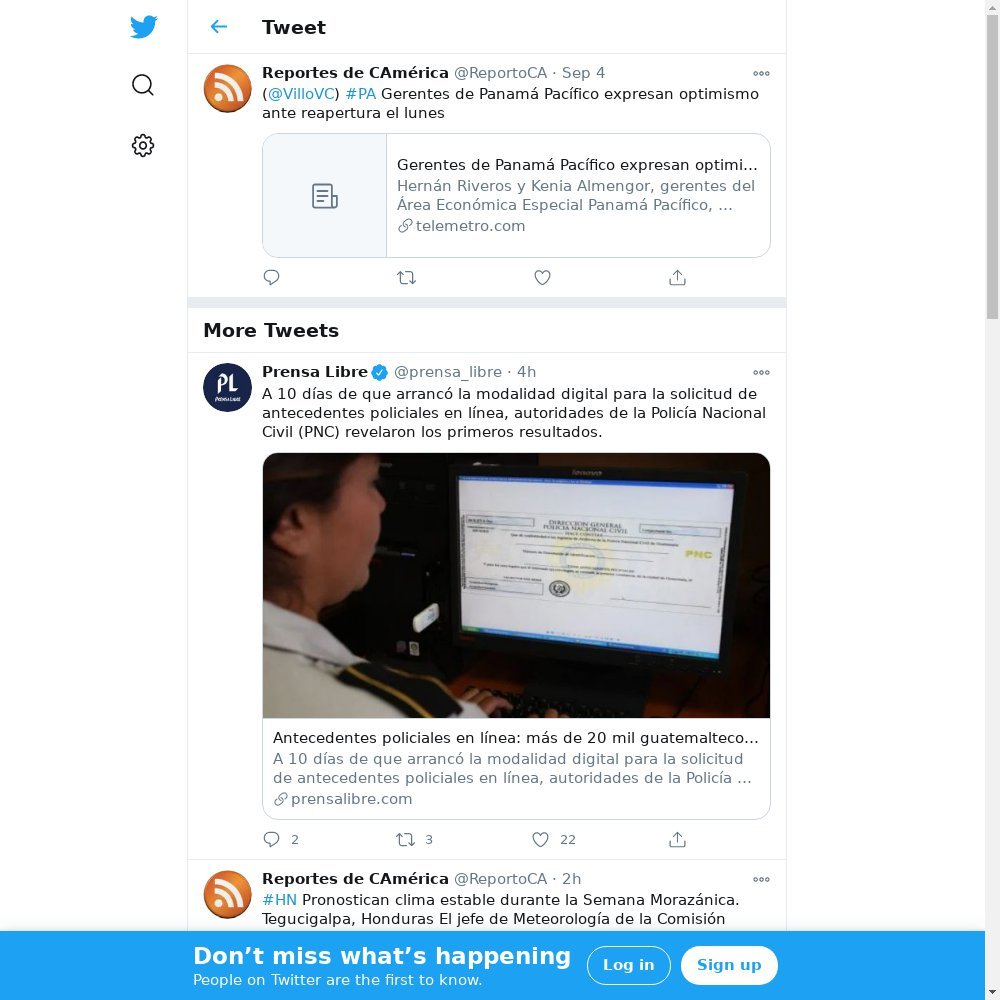 Tweet
Reportes de CAmérica @ReportoCA · Sep 4
(@VilloVC) #PA Gerentes de Panamá Pacífico expresan optimismo
ante reapertura el lunes
Gerentes de Panamá Pacífico expresan optimi...
Hernán Riveros y Kenia Almengor, gerentes del
Área Económica Especial Panamá Pacífico, ...
telemetro.com
More Tweets
PL
PRENSA LIBRE
Prensa Libre @prensa_libre · 4h
A 10 días de que arrancó la modalidad digital para la solicitud de
antecedentes policiales en línea, autoridades de la Policía Nacional
Civil (PNC) revelaron los primeros resultados.
lenovo
DIRECCION GENERAL
POLICIA NACIONAL CIVIL
HACE CONSTAR
PNC
Antecedentes policiales en línea: más de 20 mil guatemalteco...
A 10 días de que arrancó la modalidad digital para la solicitud
de antecedentes policiales en línea, autoridades de la Policía ...
prensalibre.com
2 3 22
Reportes de CAmérica @ReportoCA · 2h
#HN Pronostican clima estable durante la Semana Morazánica.
Tegucigalpa, Honduras El jefe de Meteorología de la Comisión
Don’t miss what’s happening
People on Twitter are the first to know.
Log in
Sign up